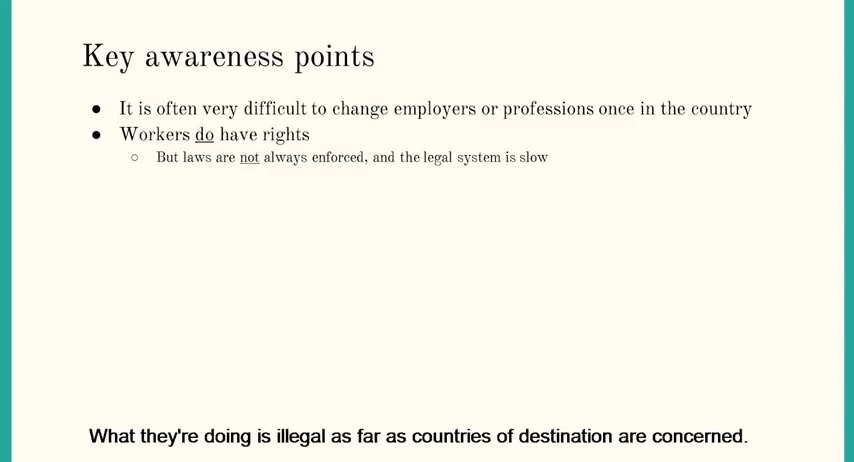 Key awareness points
● It is often very difficult to change employers or professions once in the country
● Workers do have rights
○ But laws are not always enforced, and the legal system is slow
What they're doing is illegal as far as countries of destination are concerned.